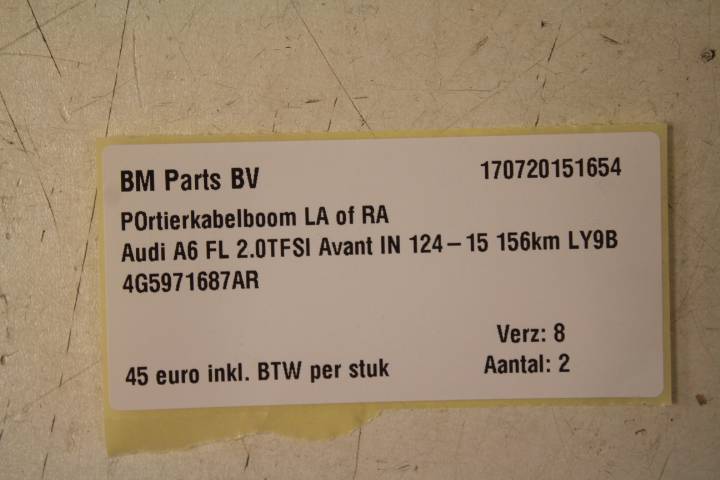 BM Parts BV 170720151654
POrtierkabelboom LA of RA
Audi A6 FL 2.0TFSI Avant IN 124-15 156km LY9B
4G5971687AR
Verz: 8
45 euro inkl. BTW per stuk Aantal: 2